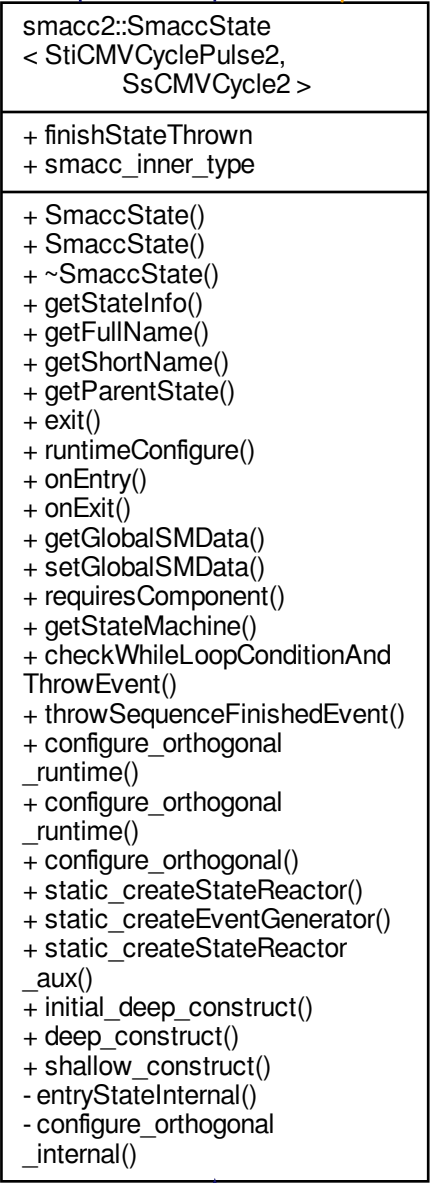 smacc2::SmaccState
< StiCMVCyclePulse2,
SsCMVCycle2 >
+ finishStateThrown
+ smacc_inner_type
+ SmaccState()
+ SmaccState()
+ ~SmaccState()
+ getStateInfo()
+ getFullName()
+ getShortName()
+ getParentState()
+ exit()
+ runtimeConfigure()
+ onEntry()
+ onExit()
+ getGlobalSMData()
+ setGlobalSMData()
+ requiresComponent()
+ getStateMachine()
+ checkWhileLoopConditionAnd
ThrowEvent()
+ throwSequenceFinishedEvent()
+ configure_orthogonal
_runtime()
+ configure_orthogonal
_runtime()
+ configure_orthogonal()
+ static_createStateReactor()
+ static_createEventGenerator()
+ static_createStateReactor
_aux()
+ initial_deep_construct()
+ deep_construct()
+ shallow_construct()
- entryStateInternal()
- configure_orthogonal
_internal()